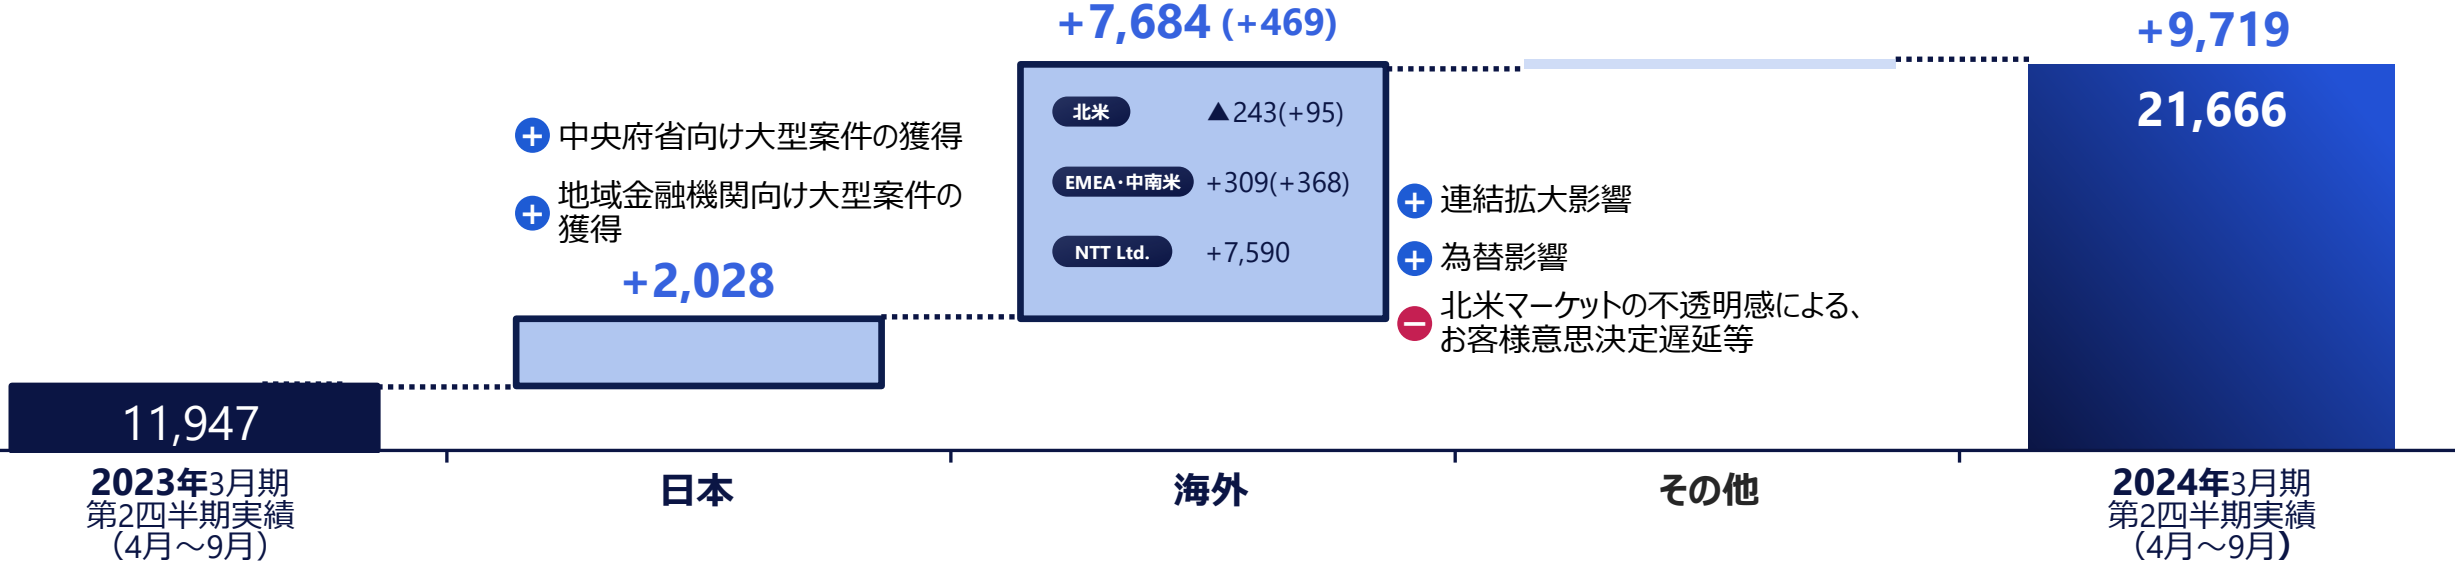 +7,684 (+469)
+9,719
21,666
中央府省向け大型案件の獲得
地域金融機関向け大型案件の
獲得
+2,028
北米 ▲243(+95)
EMEA・中南米 +309(+368)
NTT Ltd. +7,590
連結拡大影響
為替影響
北米マーケットの不透明感による、
お客様意思決定遅延等
11,947
2023年3月期
第2四半期実績
（4月～9月）
日本
海外
その他
2024年3月期
第2四半期実績
（4月～9月）